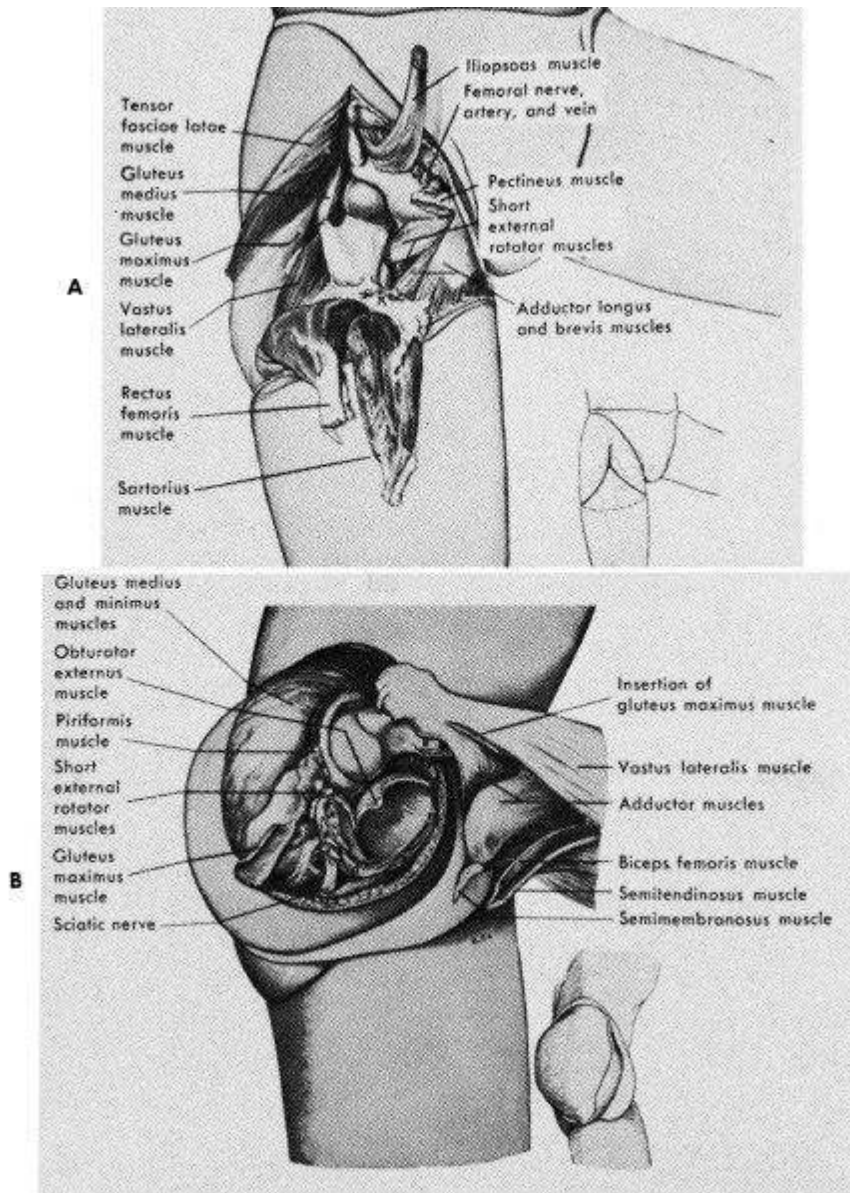 Iliopsoas muscle
Femoral nerve,
artery, and vein
Tensor
fasciae latae
muscle
Gluteus
medius
muscle
Pectineus muscle
Short
external
rotator muscles
Gluteus
maximus
muscle
A
Vastus
lateralis
muscle
Adductor longus
and brevis muscles
Rectus
femoris
muscle
Sartorius
muscle
Gluteus medius
and minimus
muscles
Obturator
externus
muscle
Piriformis
muscle
Short
external
rotator
muscles
Gluteus
maximus
muscle
Sciatic nerve
B
Insertion of
gluteus maximus muscle
Vastus lateralis muscle
Adductor muscles
Biceps femoris muscle
Semitendinosus muscle
Semimembranosus muscle